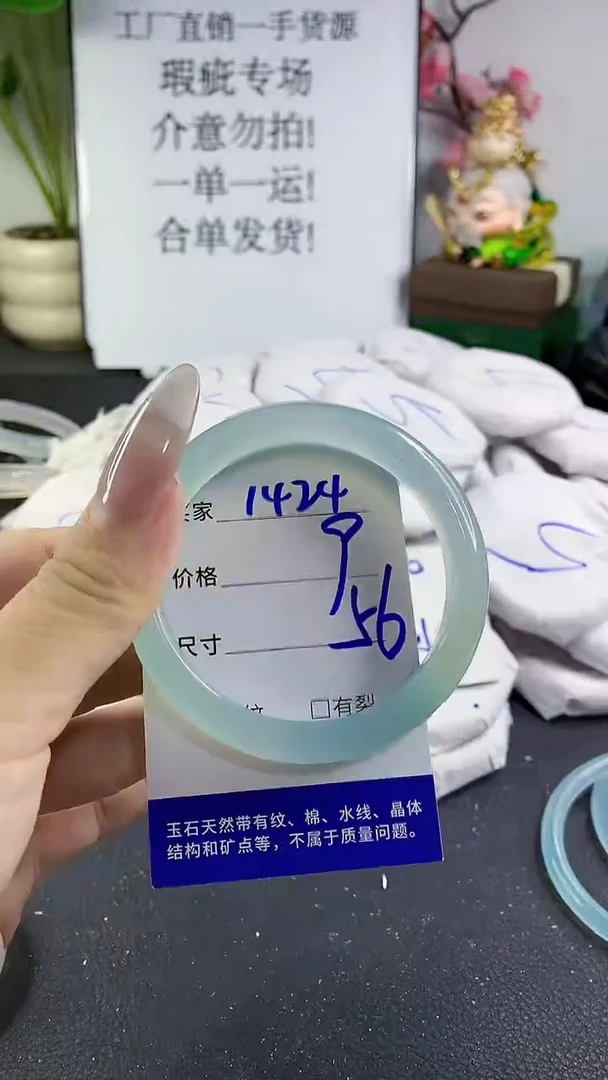 工厂直销一手货源
瑕疵专场
介意勿拍!
一单一运!
合单发货!
家 1424
价格
尺寸 56
纹 □有裂
玉石天然带有纹、棉、水线、晶体
结构和矿点等，不属于质量问题。